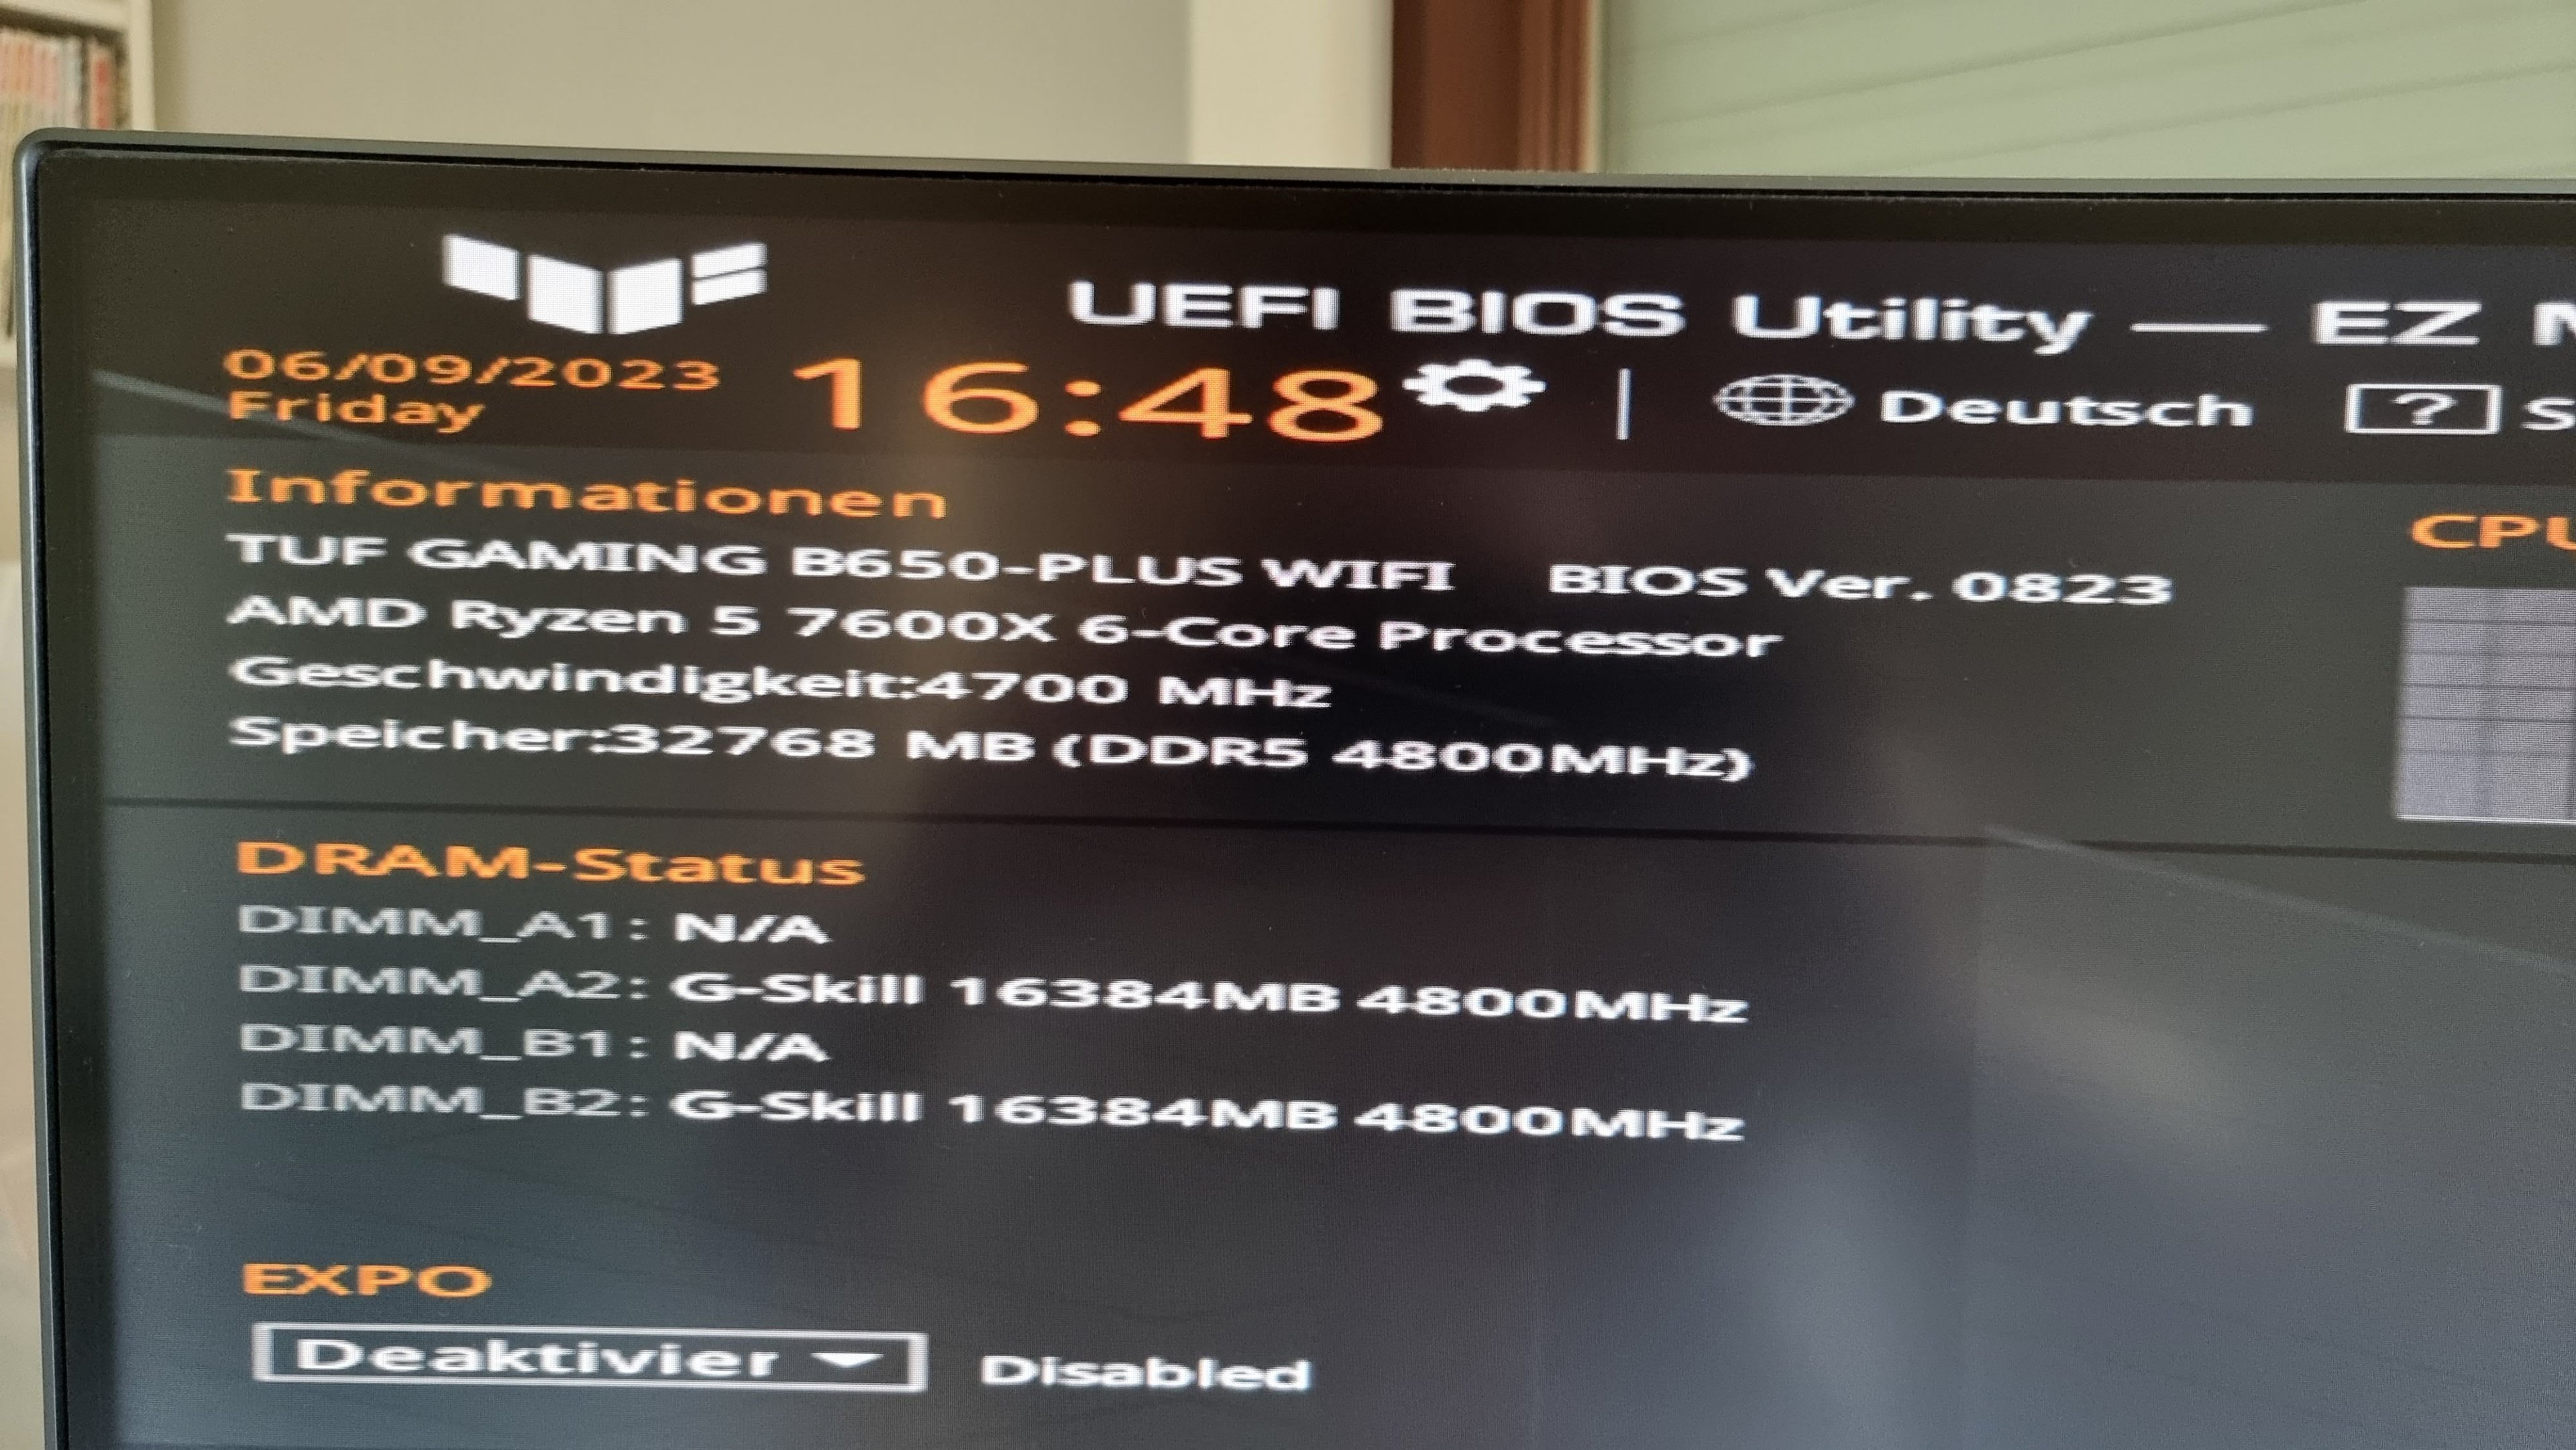 UEFI BIOS Utility — EZ
06/09/2023
Friday
16:48
Deutsch
?
Informationen
TUF GAMING B650-PLUS WIFI BIOS Ver. 0823
AMD Ryzen 5 7600X 6-Core Processor
Geschwindigkeit:4700 MHz
Speicher:32768 MB (DDR5 4800MHz)
CPU
DRAM-Status
DIMM_A1: N/A
DIMM_A2: G-Skill 16384MB 4800MHz
DIMM_B1: N/A
DIMM_B2: G-Skill 16384MB 4800MHz
EXPO
Deaktivier
Disabled